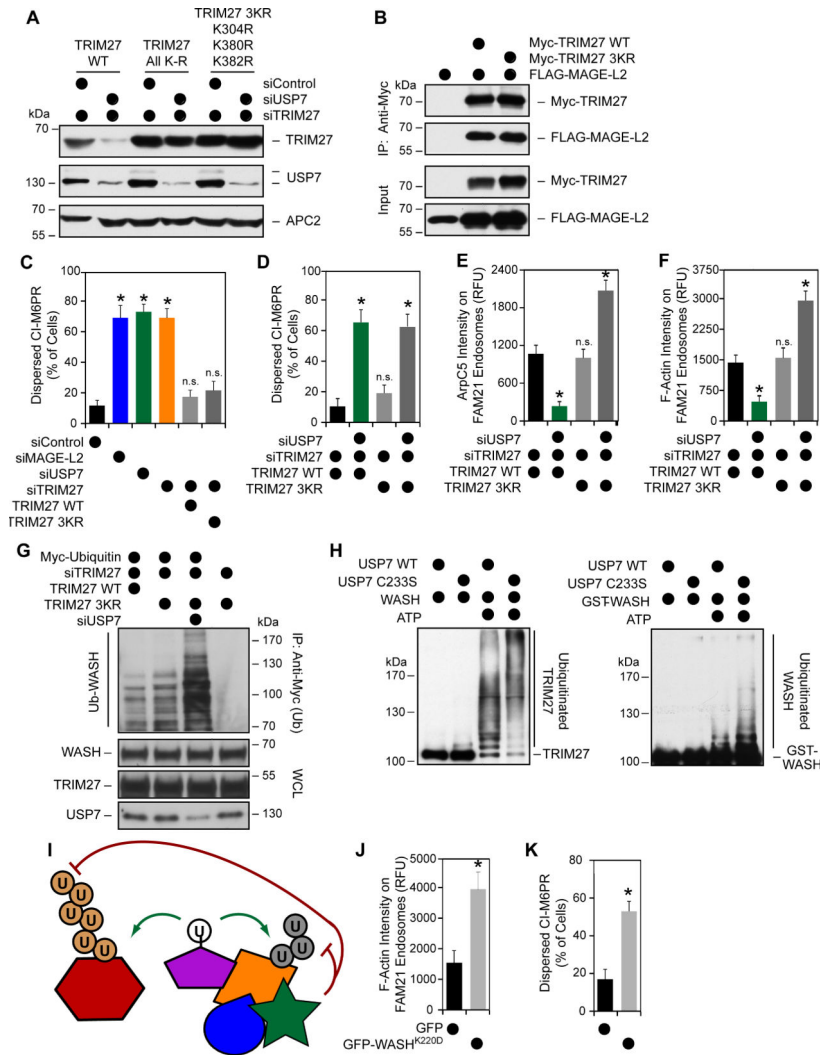 A
TRIM27 WT
TRIM27 All K-R
TRIM27 3KR K304R K380R K382R
siControl
siUSP7
siTRIM27
kDa
70
TRIM27
130
USP7
70
55
APC2
B
Myc-TRIM27 WT
Myc-TRIM27 3KR
FLAG-MAGE-L2
kDa
IP: Anti-Myc
70
Myc-TRIM27
70
55
FLAG-MAGE-L2
Input
70
Myc-TRIM27
70
55
FLAG-MAGE-L2
C
Dispersed CI-M6PR (% of Cells)
100
80
60
40
20
0
* * * n.s. n.s.
siControl
siMAGE-L2
siUSP7
siTRIM27
TRIM27 WT
TRIM27 3KR
D
Dispersed CI-M6PR (% of Cells)
100
80
60
40
20
0
* n.s. *
siUSP7
siTRIM27
TRIM27 WT
TRIM27 3KR
E
ArpC5 Intensity on FAM21 Endosomes (RFU)
2400
1800
1200
600
0
* n.s. *
siUSP7
siTRIM27
TRIM27 WT
TRIM27 3KR
F
F-Actin Intensity on FAM21 Endosomes (RFU)
3750
3000
2250
1500
750
0
* n.s. *
siUSP7
siTRIM27
TRIM27 WT
TRIM27 3KR
G
Myc-Ubiquitin
siTRIM27
TRIM27 WT
TRIM27 3KR
siUSP7
kDa
Ub-WASH
170
130
100
70
IP: Anti-Myc (Ub)
WASH
70
TRIM27
55
USP7
130
WCL
H
USP7 WT
USP7 C233S
WASH
ATP
kDa
170
130
100
Ubiquitinated TRIM27
TRIM27
USP7 WT
USP7 C233S
GST-WASH
ATP
kDa
170
130
100
Ubiquitinated WASH
GST-WASH
I
U
U
U
U
U
U
U
U
U
U
J
F-Actin Intensity on FAM21 Endosomes (RFU)
5000
4000
3000
2000
1000
0
*
GFP
GFP-WASH^K220D
K
Dispersed CI-M6PR (% of Cells)
80
60
40
20
0
*